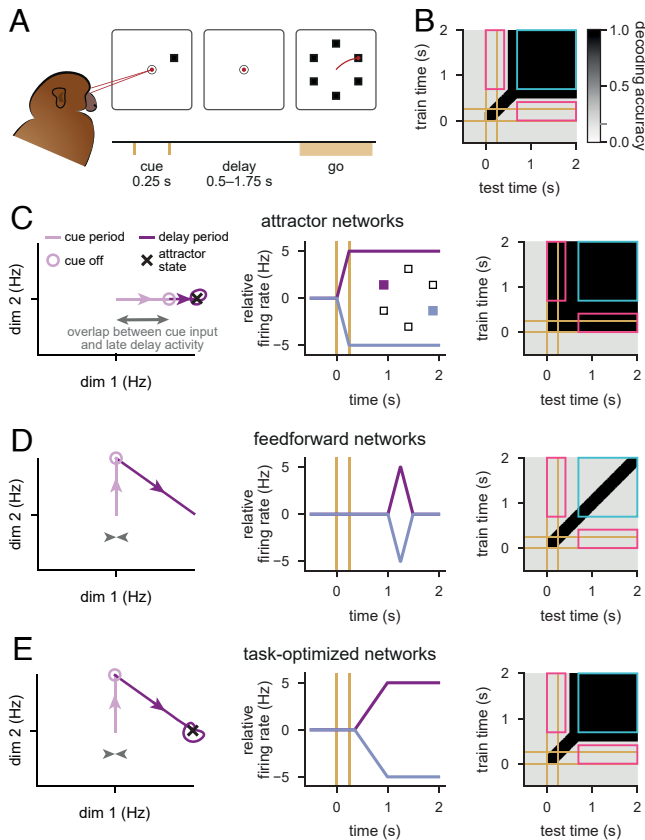 A
cue
0.25 s
delay
0.5–1.75 s
go
B
train time (s)
2
1
0
0
1
2
test time (s)
1.0
0.5
0.0
decoding accuracy
C
attractor networks
cue period
delay period
cue off
attractor
state
dim 2 (Hz)
overlap between cue input
and late delay activity
dim 1 (Hz)
relative
firing rate (Hz)
5
0
−5
0
1
2
time (s)
train time (s)
2
1
0
0
1
2
test time (s)
D
feedforward networks
dim 2 (Hz)
dim 1 (Hz)
relative
firing rate (Hz)
5
0
−5
0
1
2
time (s)
train time (s)
2
1
0
0
1
2
test time (s)
E
task-optimized networks
dim 2 (Hz)
dim 1 (Hz)
relative
firing rate (Hz)
5
0
−5
0
1
2
time (s)
train time (s)
2
1
0
0
1
2
test time (s)